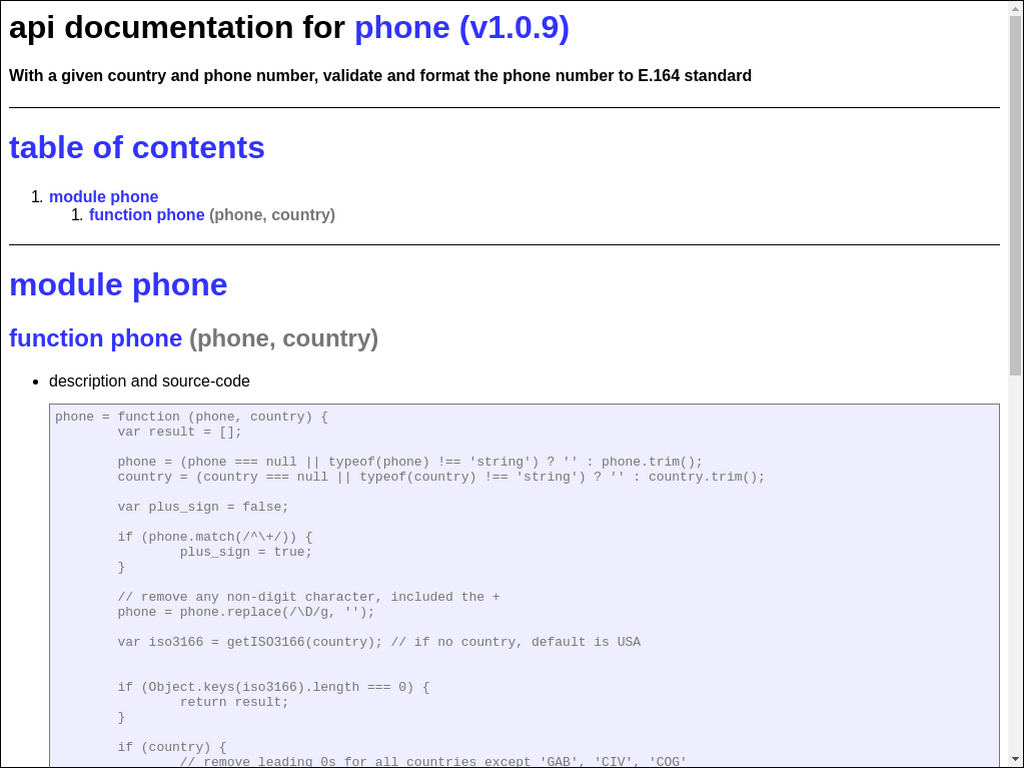 api documentation for phone (v1.0.9)
With a given country and phone number, validate and format the phone number to E.164 standard
table of contents
1. module phone
1. function phone (phone, country)
module phone
function phone (phone, country)
• description and source-code
phone = function (phone, country) {
var result = [];
phone = (phone === null || typeof(phone) !== 'string') ? '' : phone.trim();
country = (country === null || typeof(country) !== 'string') ? '' : country.trim();
var plus_sign = false;
if (phone.match(/^\+/)) {
plus_sign = true;
}
// remove any non-digit character, included the +
phone = phone.replace(/\D/g, '');
var iso3166 = getISO3166(country); // if no country, default is USA
if (Object.keys(iso3166).length === 0) {
return result;
}
if (country) {
// remove leading 0s for all countries except 'GAB', 'CIV', 'COG'